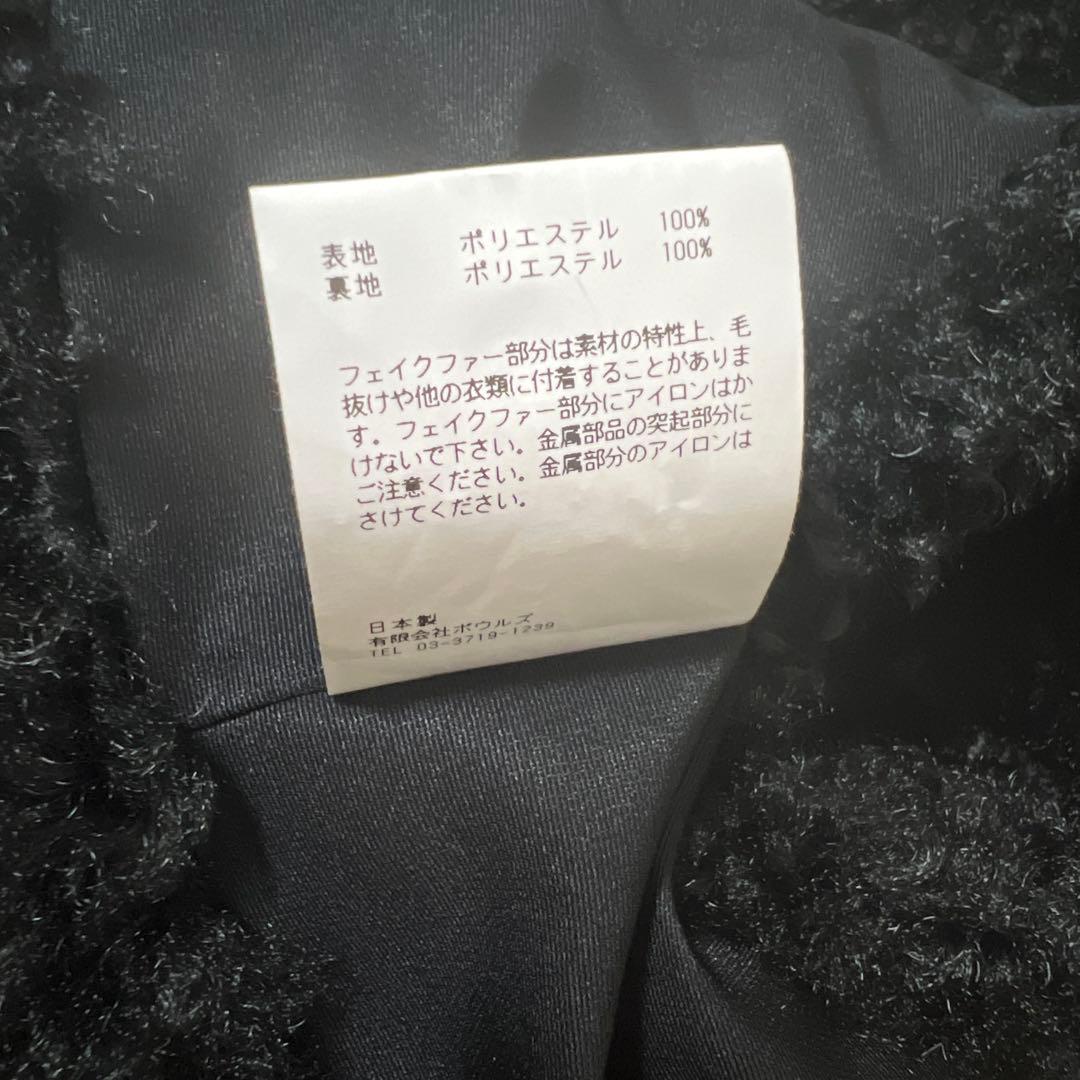 表地 ポリエステル 100%
裏地 ポリエステル 100%
フェイクファー部分は素材の特性上、毛
抜けや他の衣類に付着することがありま
す。フェイクファー部分にアイロンはか
けないで下さい。金属部品の突起部分に
ご注意ください。金属部分のアイロンは
さけてください。
日本製
有限会社ボウルズ
TEL 03-3719-1239